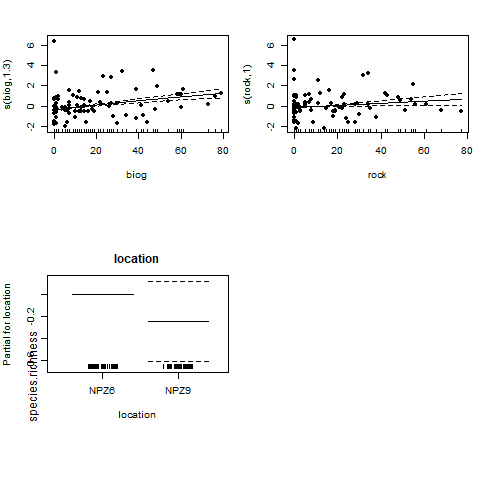 s(biog,1.3)
6
4
2
0
-2
0
20
40
60
80
biog
s(rock,1)
6
4
2
0
-2
0
20
40
60
80
rock
location
Partial for location
species.richness
-0.2
NPZ6
NPZ9
location